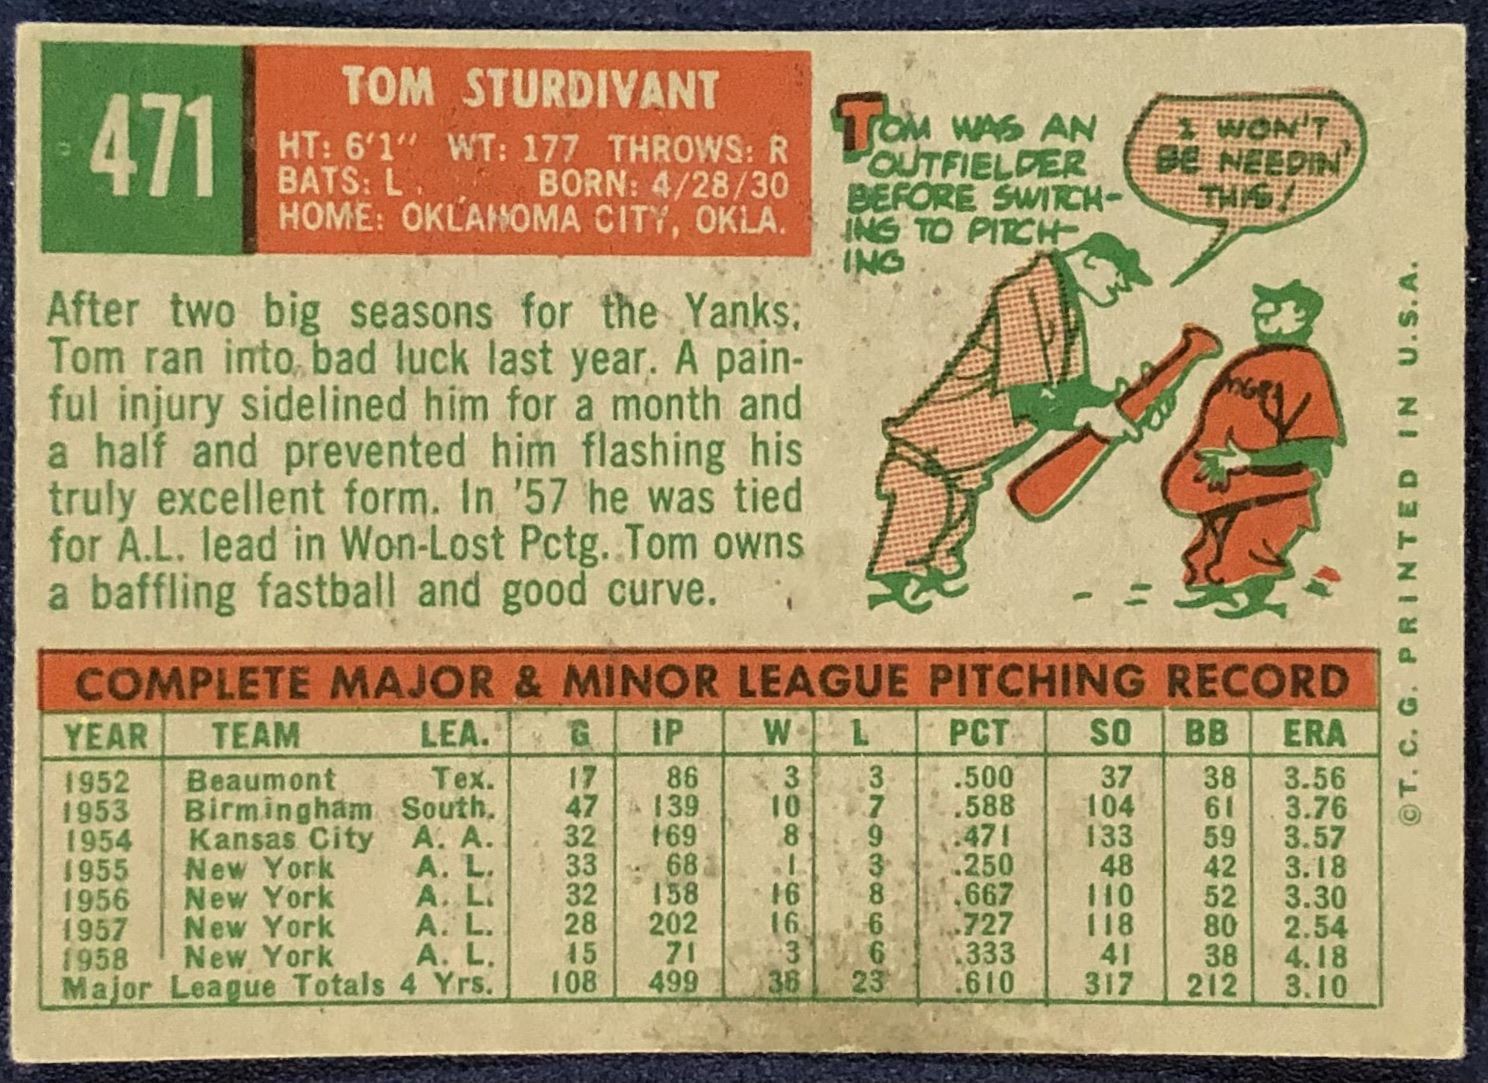 471
TOM STURDIVANT
HT: 6'1" WT: 177 THROWS: R
BATS: L BORN: 4/28/30
HOME: OKLAHOMA CITY, OKLA.
TOM WAS AN
OUTFIELDER
BEFORE SWITCH-
ING TO PITCH-
ING
I WON'T
BE NEEDIN'
THIS!
After two big seasons for the Yanks,
Tom ran into bad luck last year. A pain-
ful injury sidelined him for a month and
a half and prevented him flashing his
truly excellent form. In '57 he was tied
for A.L. lead in Won-Lost Pctg. Tom owns
a baffling fastball and good curve.
COMPLETE MAJOR & MINOR LEAGUE PITCHING RECORD
YEAR TEAM LEA. G IP W L PCT SO BB ERA
1952 Beaumont Tex. 17 86 3 3 .500 37 38 3.56
1953 Birmingham South. 47 139 10 7 .588 104 61 3.76
1954 Kansas City A. A. 32 169 8 9 .471 133 59 3.57
1955 New York A. L. 33 68 1 3 .250 48 42 3.18
1956 New York A. L. 32 158 16 8 .667 110 52 3.30
1957 New York A. L. 28 202 16 6 .727 118 80 2.54
1958 New York A. L. 15 71 3 6 .333 41 38 4.18
Major League Totals 4 Yrs. 108 499 36 23 .610 317 212 3.10
©T.C.G. PRINTED IN U.S.A.